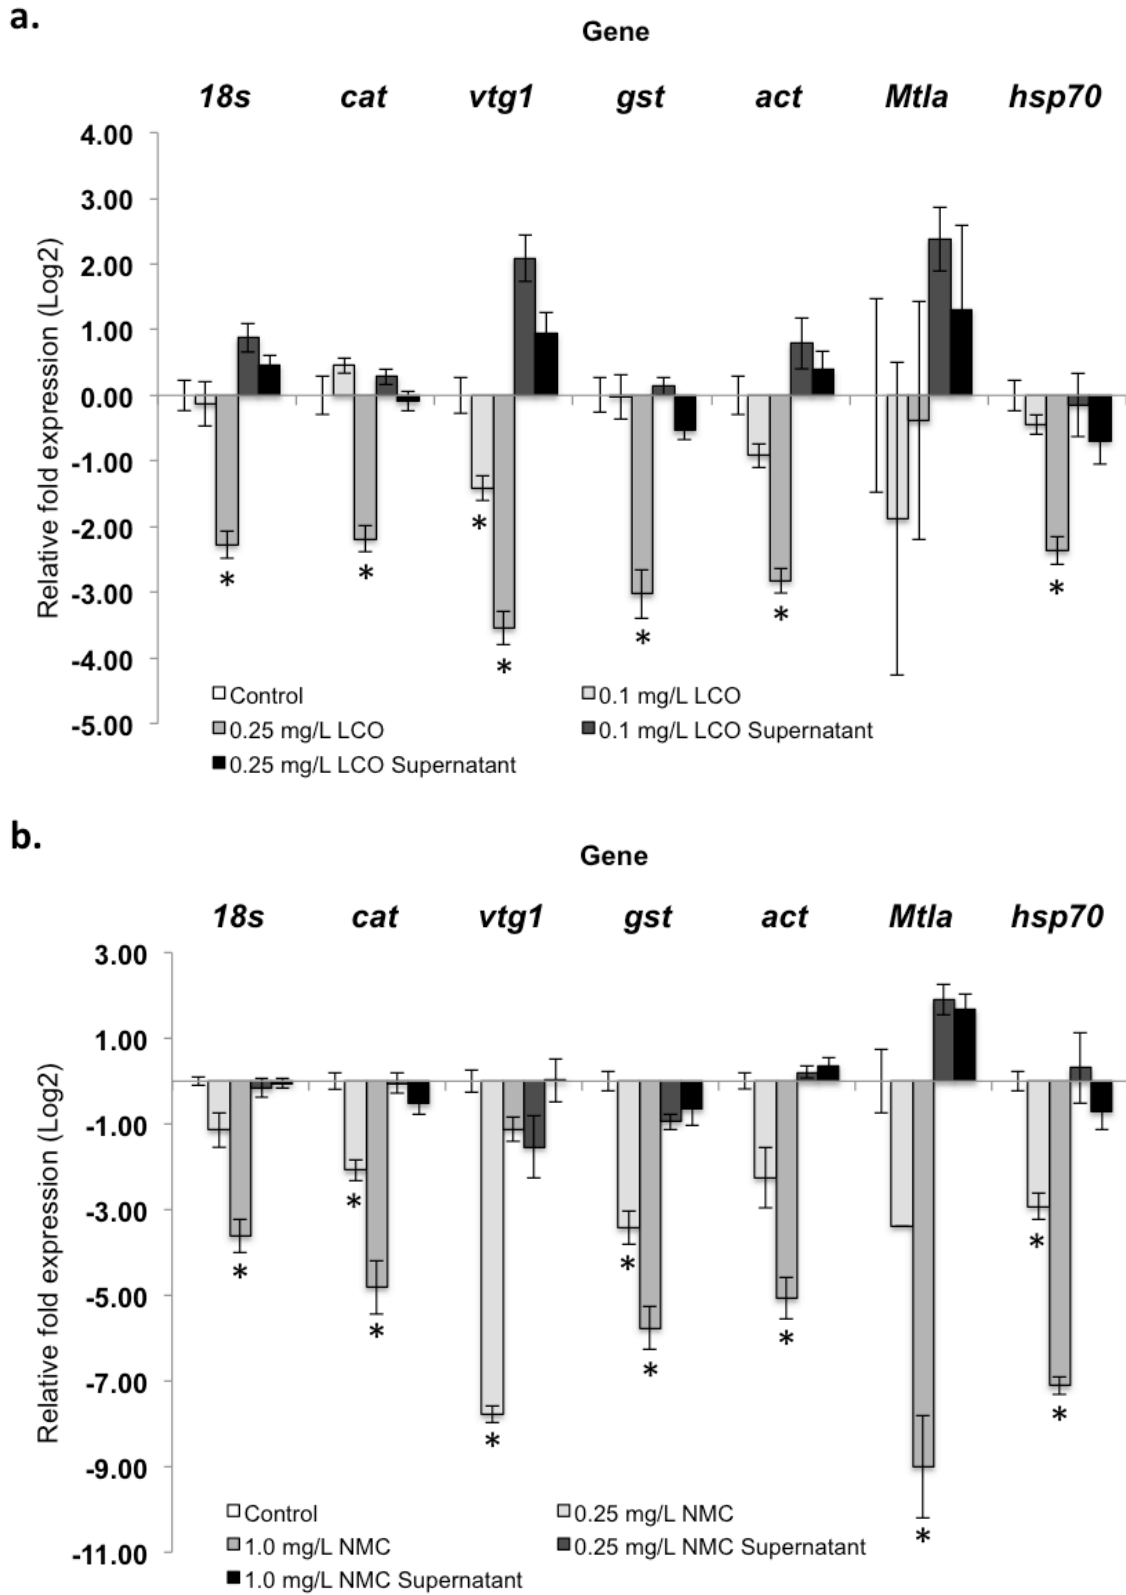 a.
Gene
18s cat vtg1 gst act Mtla hsp70
Relative fold expression (Log2)
4.00
3.00
2.00
1.00
0.00
-1.00
-2.00
-3.00
-4.00
-5.00
* * * * * * *
Control 0.1 mg/L LCO
0.25 mg/L LCO 0.1 mg/L LCO Supernatant
0.25 mg/L LCO Supernatant
b.
Gene
18s cat vtg1 gst act Mtla hsp70
Relative fold expression (Log2)
3.00
1.00
-1.00
-3.00
-5.00
-7.00
-9.00
-11.00
* * * * * * * * * *
Control 0.25 mg/L NMC
1.0 mg/L NMC 0.25 mg/L NMC Supernatant
1.0 mg/L NMC Supernatant